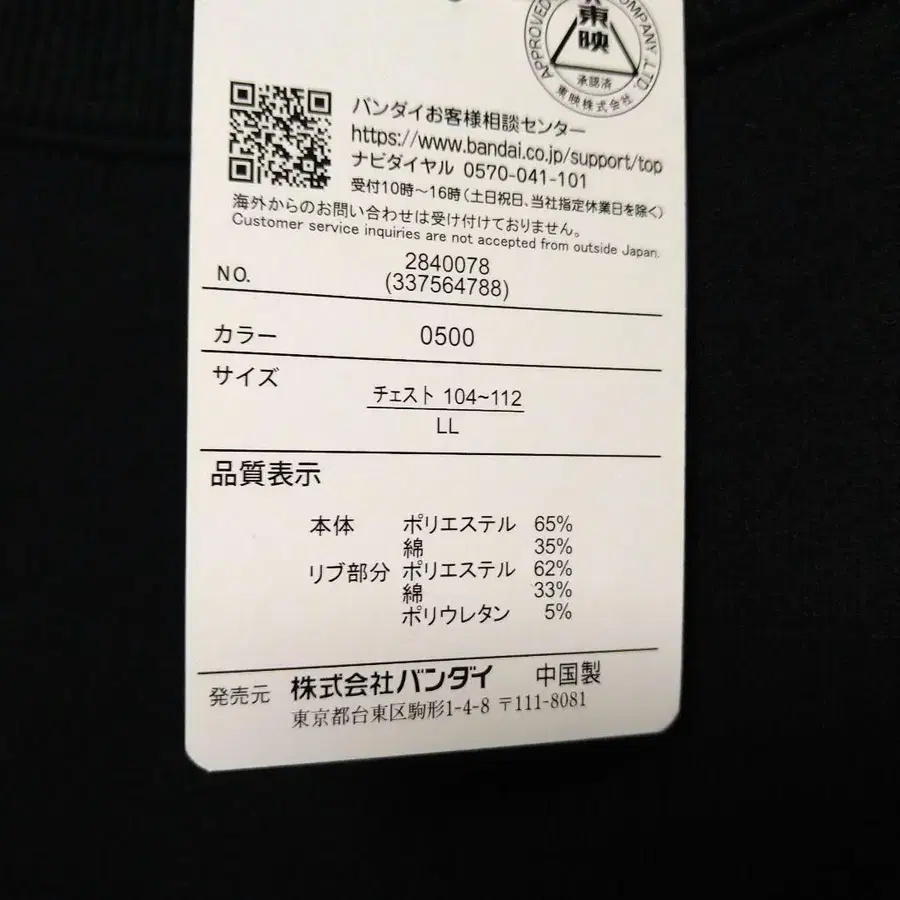 APPROVED
COMPANY, LTD.
東映
承認済
東映株式会社
バンダイお客様相談センター
https://www.bandai.co.jp/support/top
ナビダイヤル 0570-041-101
受付10時～16時(土日祝日、当社指定休業日を除く)
海外からのお問い合わせは受け付けておりません。
Customer service inquiries are not accepted from outside Japan.
NO. 2840078
(337564788)
カラー 0500
サイズ チェスト 104~112
LL
品質表示
本体 ポリエステル 65%
綿 35%
リブ部分 ポリエステル 62%
綿 33%
ポリウレタン 5%
発売元 株式会社バンダイ 中国製
東京都台東区駒形1-4-8 〒111-8081